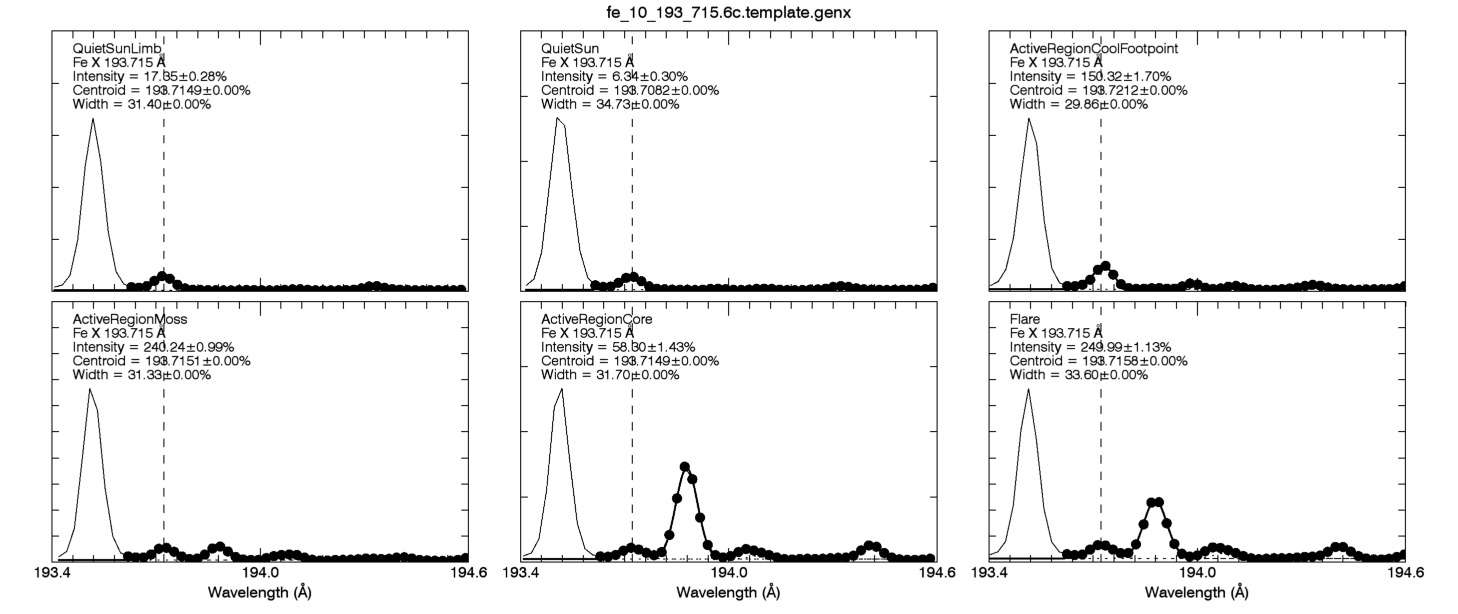 fe_10_193_715.6c.template.genx
QuietSunLimb
Fe X 193.715 Å
Intensity = 17.35±0.28%
Centroid = 193.7149±0.00%
Width = 31.40±0.00%
QuietSun
Fe X 193.715 Å
Intensity = 6.34±0.30%
Centroid = 193.7082±0.00%
Width = 34.73±0.00%
ActiveRegionCoolFootpoint
Fe X 193.715 Å
Intensity = 150.32±1.70%
Centroid = 193.7212±0.00%
Width = 29.86±0.00%
ActiveRegionMoss
Fe X 193.715 Å
Intensity = 240.24±0.99%
Centroid = 193.7151±0.00%
Width = 31.33±0.00%
ActiveRegionCore
Fe X 193.715 Å
Intensity = 58.30±1.43%
Centroid = 193.7149±0.00%
Width = 31.70±0.00%
Flare
Fe X 193.715 Å
Intensity = 249.99±1.13%
Centroid = 193.7158±0.00%
Width = 33.60±0.00%
193.4 194.0 194.6
Wavelength (Å)
193.4 194.0 194.6
Wavelength (Å)
193.4 194.0 194.6
Wavelength (Å)